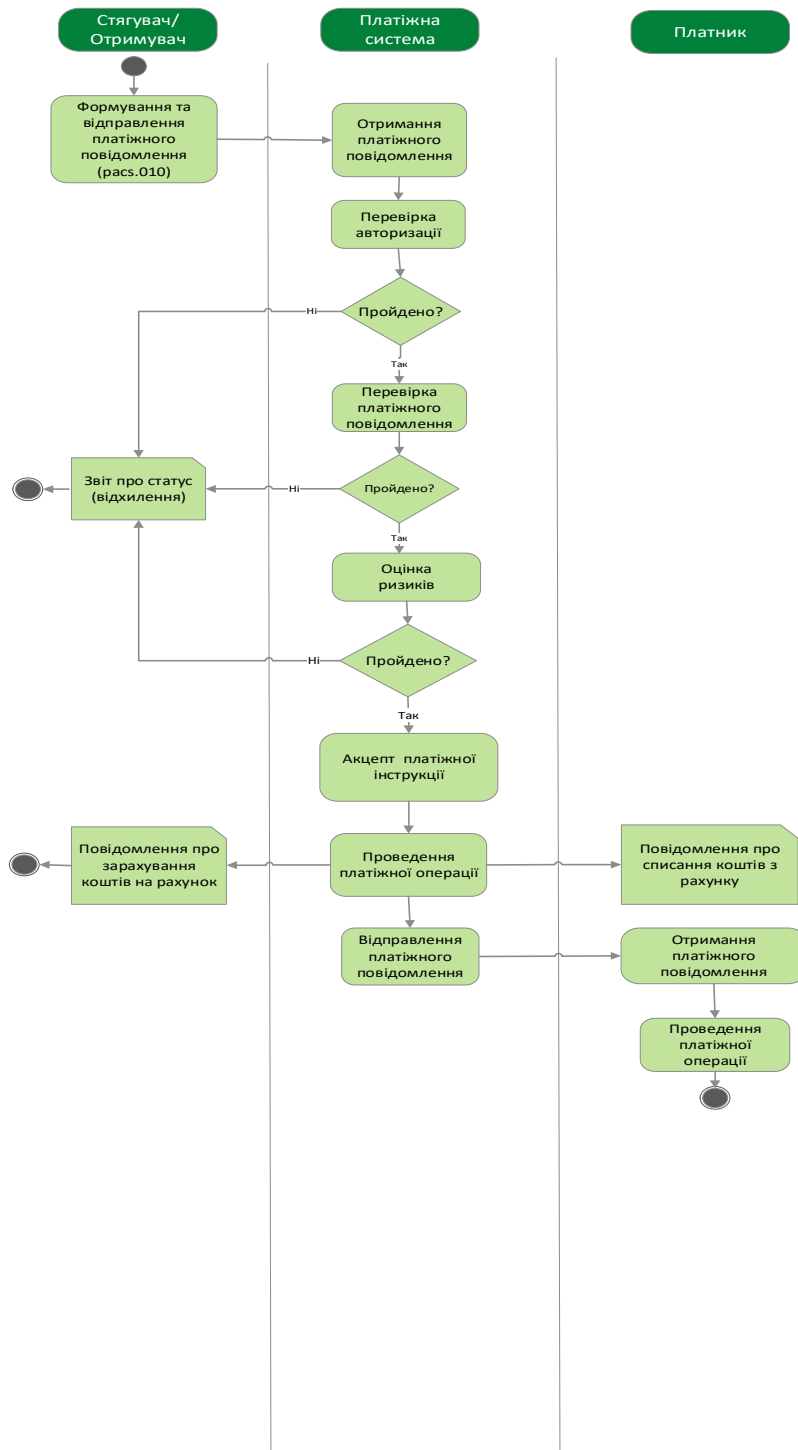 Стягувач/
Отримувач
Платіжна
система
Платник
Формування та
відправлення
платіжного
повідомлення
(pacs.010)
Отримання
платіжного
повідомлення
Перевірка
авторизації
Пройдено?
Ні
Так
Перевірка
платіжного
повідомлення
Звіт про статус
(відхилення)
Ні
Пройдено?
Так
Оцінка
ризиків
Пройдено?
Ні
Так
Акцепт платіжної
інструкції
Повідомлення про
зарахування
коштів на рахунок
Проведення
платіжної операції
Повідомлення про
списання коштів з
рахунку
Відправлення
платіжного
повідомлення
Отримання
платіжного
повідомлення
Проведення
платіжної
операції